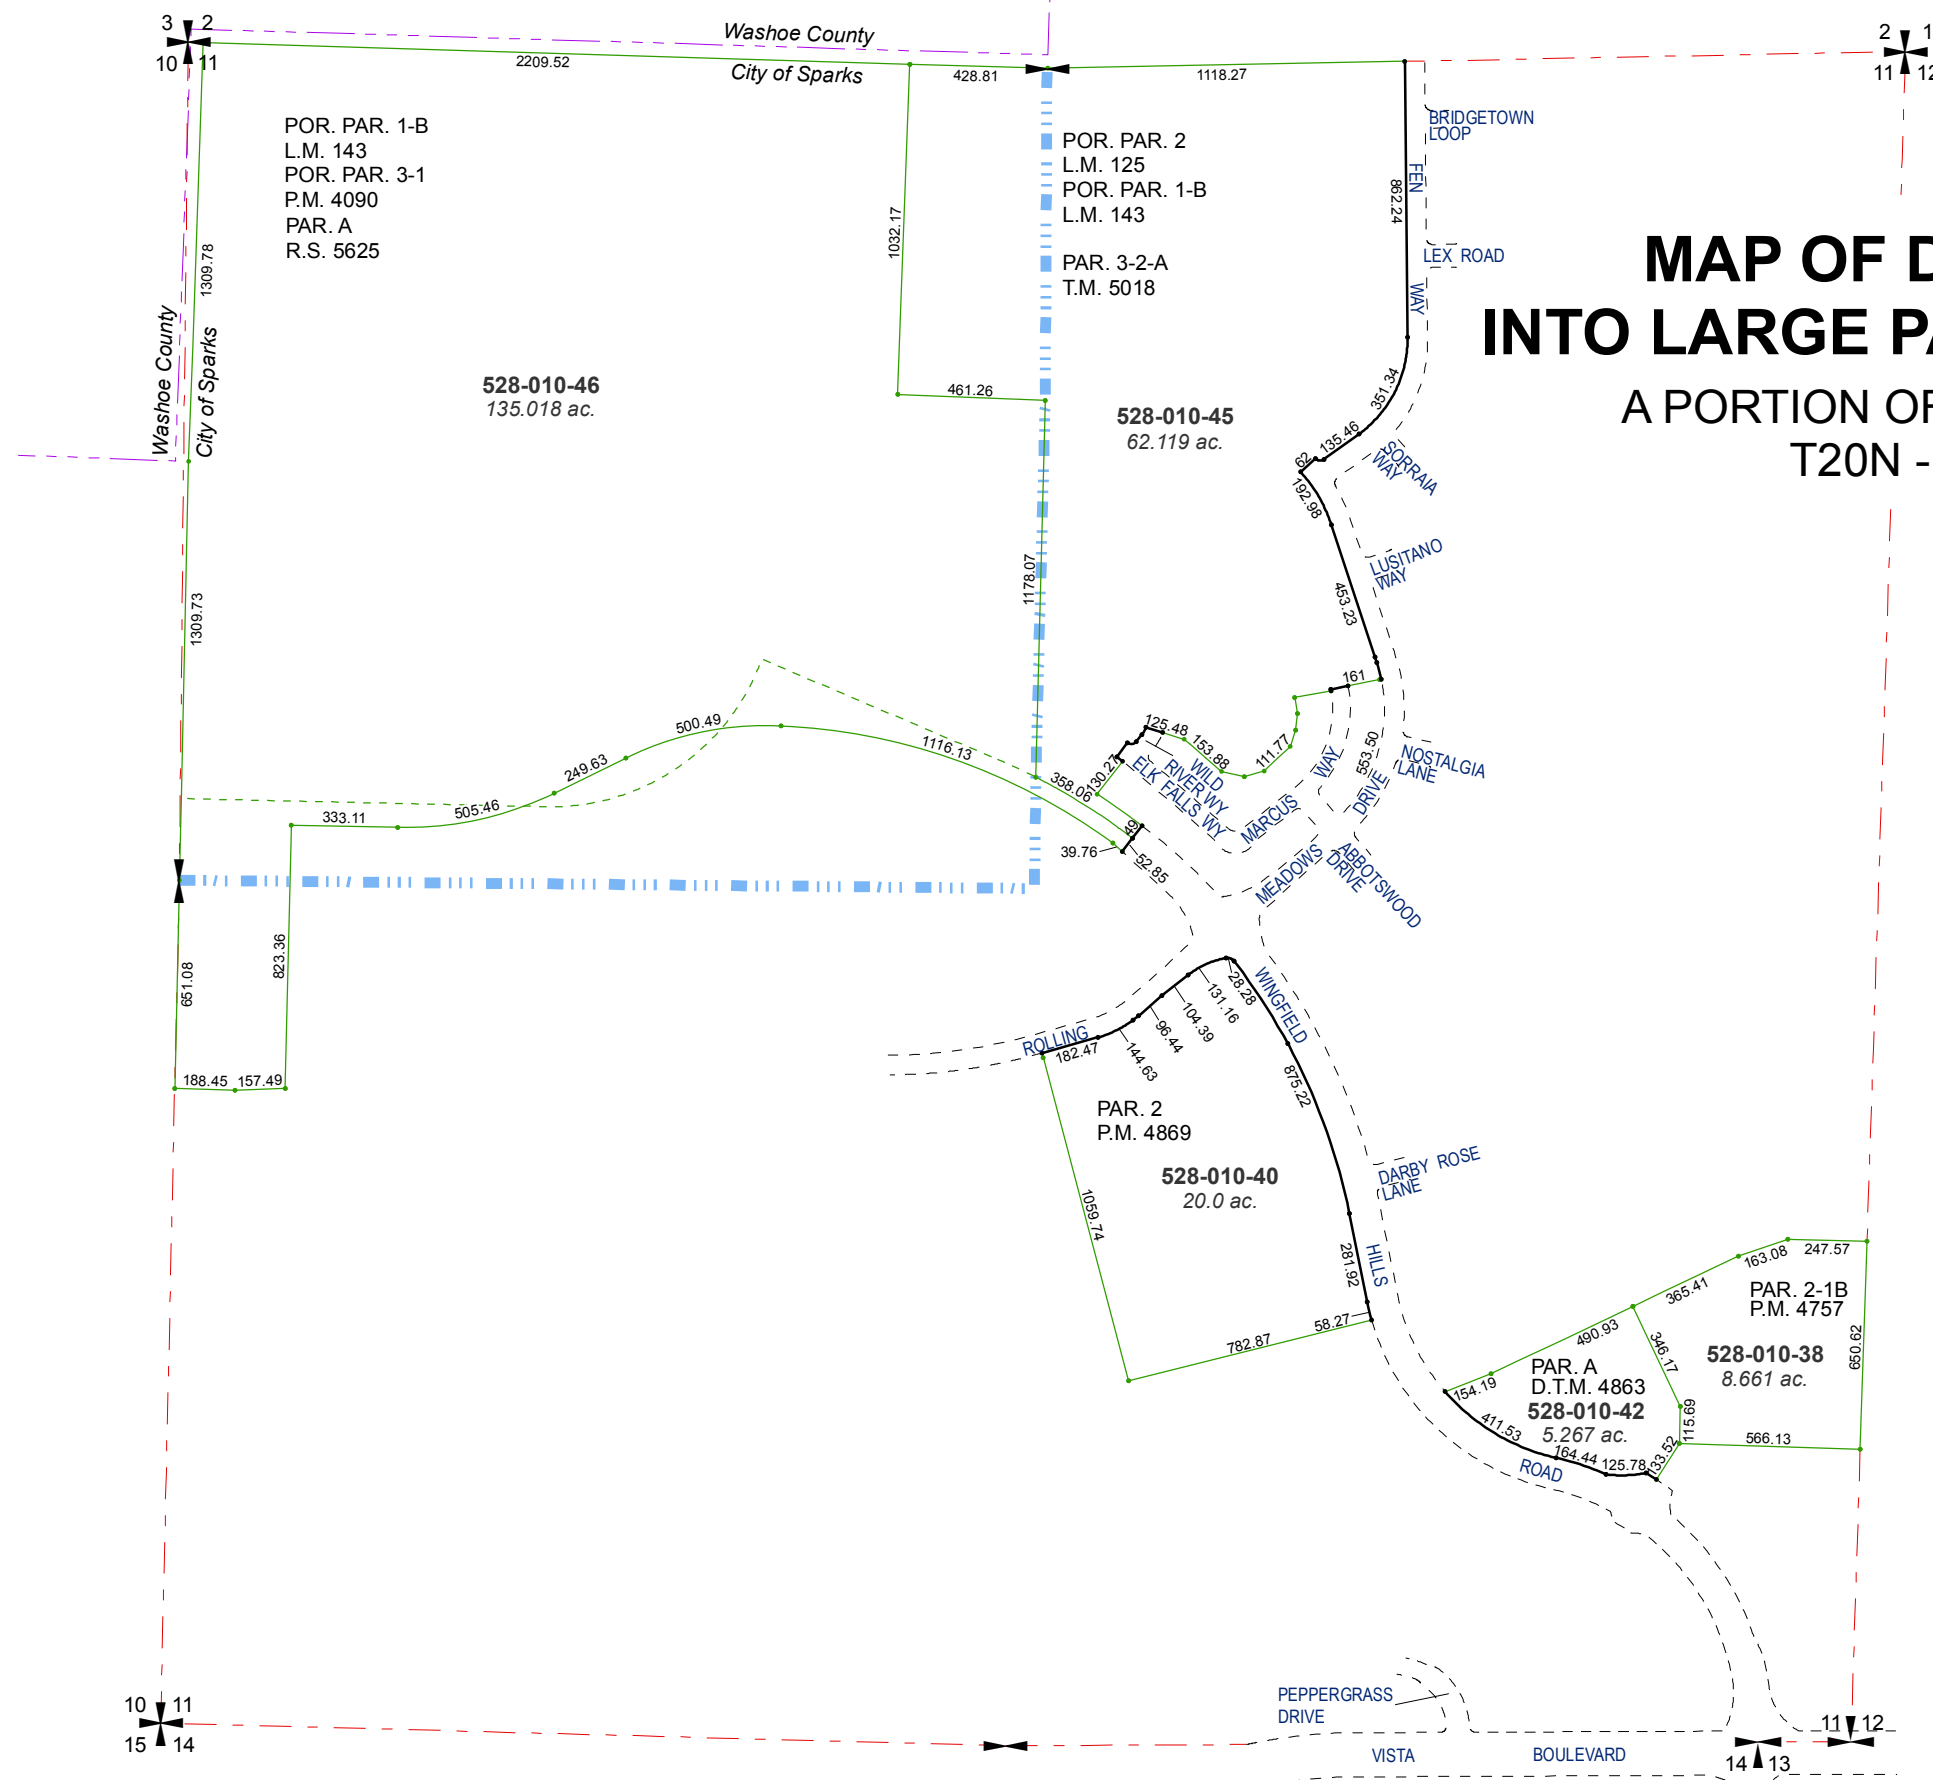 3 2
10 11
Washoe County
City of Sparks
2209.52
428.81
1118.27
2 1
11 12
POR. PAR. 1-B
L.M. 143
POR. PAR. 3-1
P.M. 4090
PAR. A
R.S. 5625
POR. PAR. 2
L.M. 125
POR. PAR. 1-B
L.M. 143
PAR. 3-2-A
T.M. 5018
BRIDGETOWN
LOOP
FEN
WAY
LEX ROAD
862.24
1032.17
1309.78
Washoe County
City of Sparks
MAP OF D
INTO LARGE PA
A PORTION OF
T20N -
528-010-46
135.018 ac.
461.26
528-010-45
62.119 ac.
351.34
135.46
62
192.98
SORRAIA
WAY
LUSITANO
WAY
453.23
1178.07
1309.73
161
553.50
NOSTALGIA
LANE
500.49
249.63
505.46
333.11
1116.13
358.06
130.27
125.48
153.88
111.77
WILD
RIVER WY
ELK FALLS WY
MARCUS
WAY
DRIVE
MEADOWS
DRIVE
ABBOTSWOOD
49
39.76
52.85
823.36
651.08
188.45
157.49
ROLLING
182.47
144.63
96.44
104.39
131.16
28.28
WINGFIELD
875.22
PAR. 2
P.M. 4869
528-010-40
20.0 ac.
1059.74
DARBY ROSE
LANE
281.92
HILLS
58.27
782.87
247.57
163.08
365.41
PAR. 2-1B
P.M. 4757
490.93
346.17
528-010-38
8.661 ac.
650.62
154.19
PAR. A
D.T.M. 4863
528-010-42
5.267 ac.
115.69
411.53
164.44
125.78
133.52
566.13
ROAD
PEPPERGRASS
DRIVE
10 11
15 14
VISTA
BOULEVARD
11 12
14 13